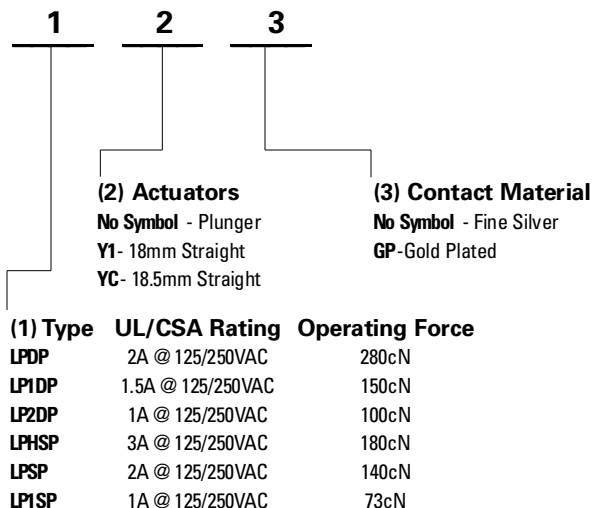 1 2 3
(2) Actuators (3) Contact Material
No Symbol - Plunger No Symbol - Fine Silver
Y1- 18mm Straight GP-Gold Plated
YC- 18.5mm Straight
(1) Type UL/CSA Rating Operating Force
LPDP 2A @ 125/250VAC 280cN
LP1DP 1.5A @ 125/250VAC 150cN
LP2DP 1A @ 125/250VAC 100cN
LPHSP 3A @ 125/250VAC 180cN
LPSP 2A @ 125/250VAC 140cN
LP1SP 1A @ 125/250VAC 73cN